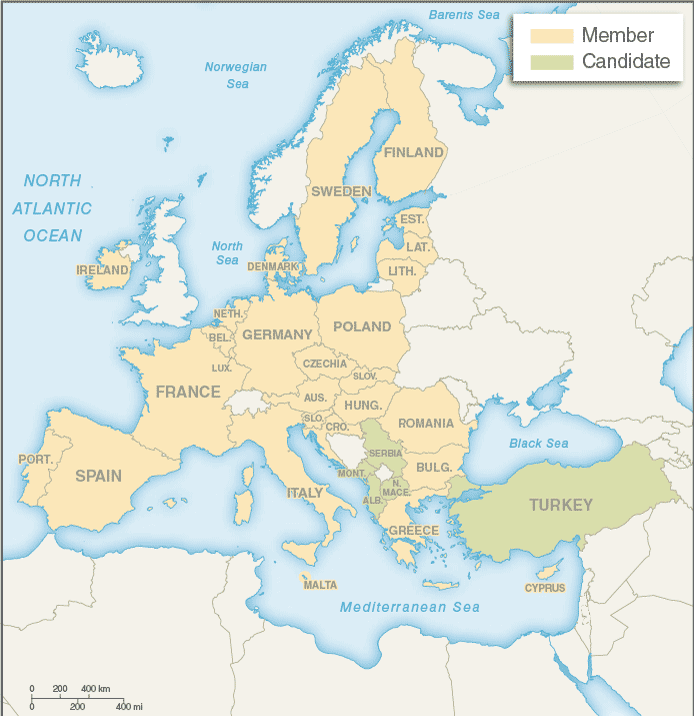 Barents Sea
Member
Candidate
Norwegian
Sea
NORTH
ATLANTIC
OCEAN
FINLAND
SWEDEN
EST.
LAT.
LITH.
North
Sea
DENMARK
IRELAND
NETH.
BEL.
LUX.
GERMANY
POLAND
CZECHIA
SLOV.
FRANCE
AUS.
HUNG.
SLO.
CRO.
ROMANIA
SERBIA
BULG.
Black Sea
PORT.
SPAIN
ITALY
MONT.
N.
MACE.
ALB.
GREECE
TURKEY
MALTA
CYPRUS
Mediterranean Sea
0 200 400 km
0 200 400 mi